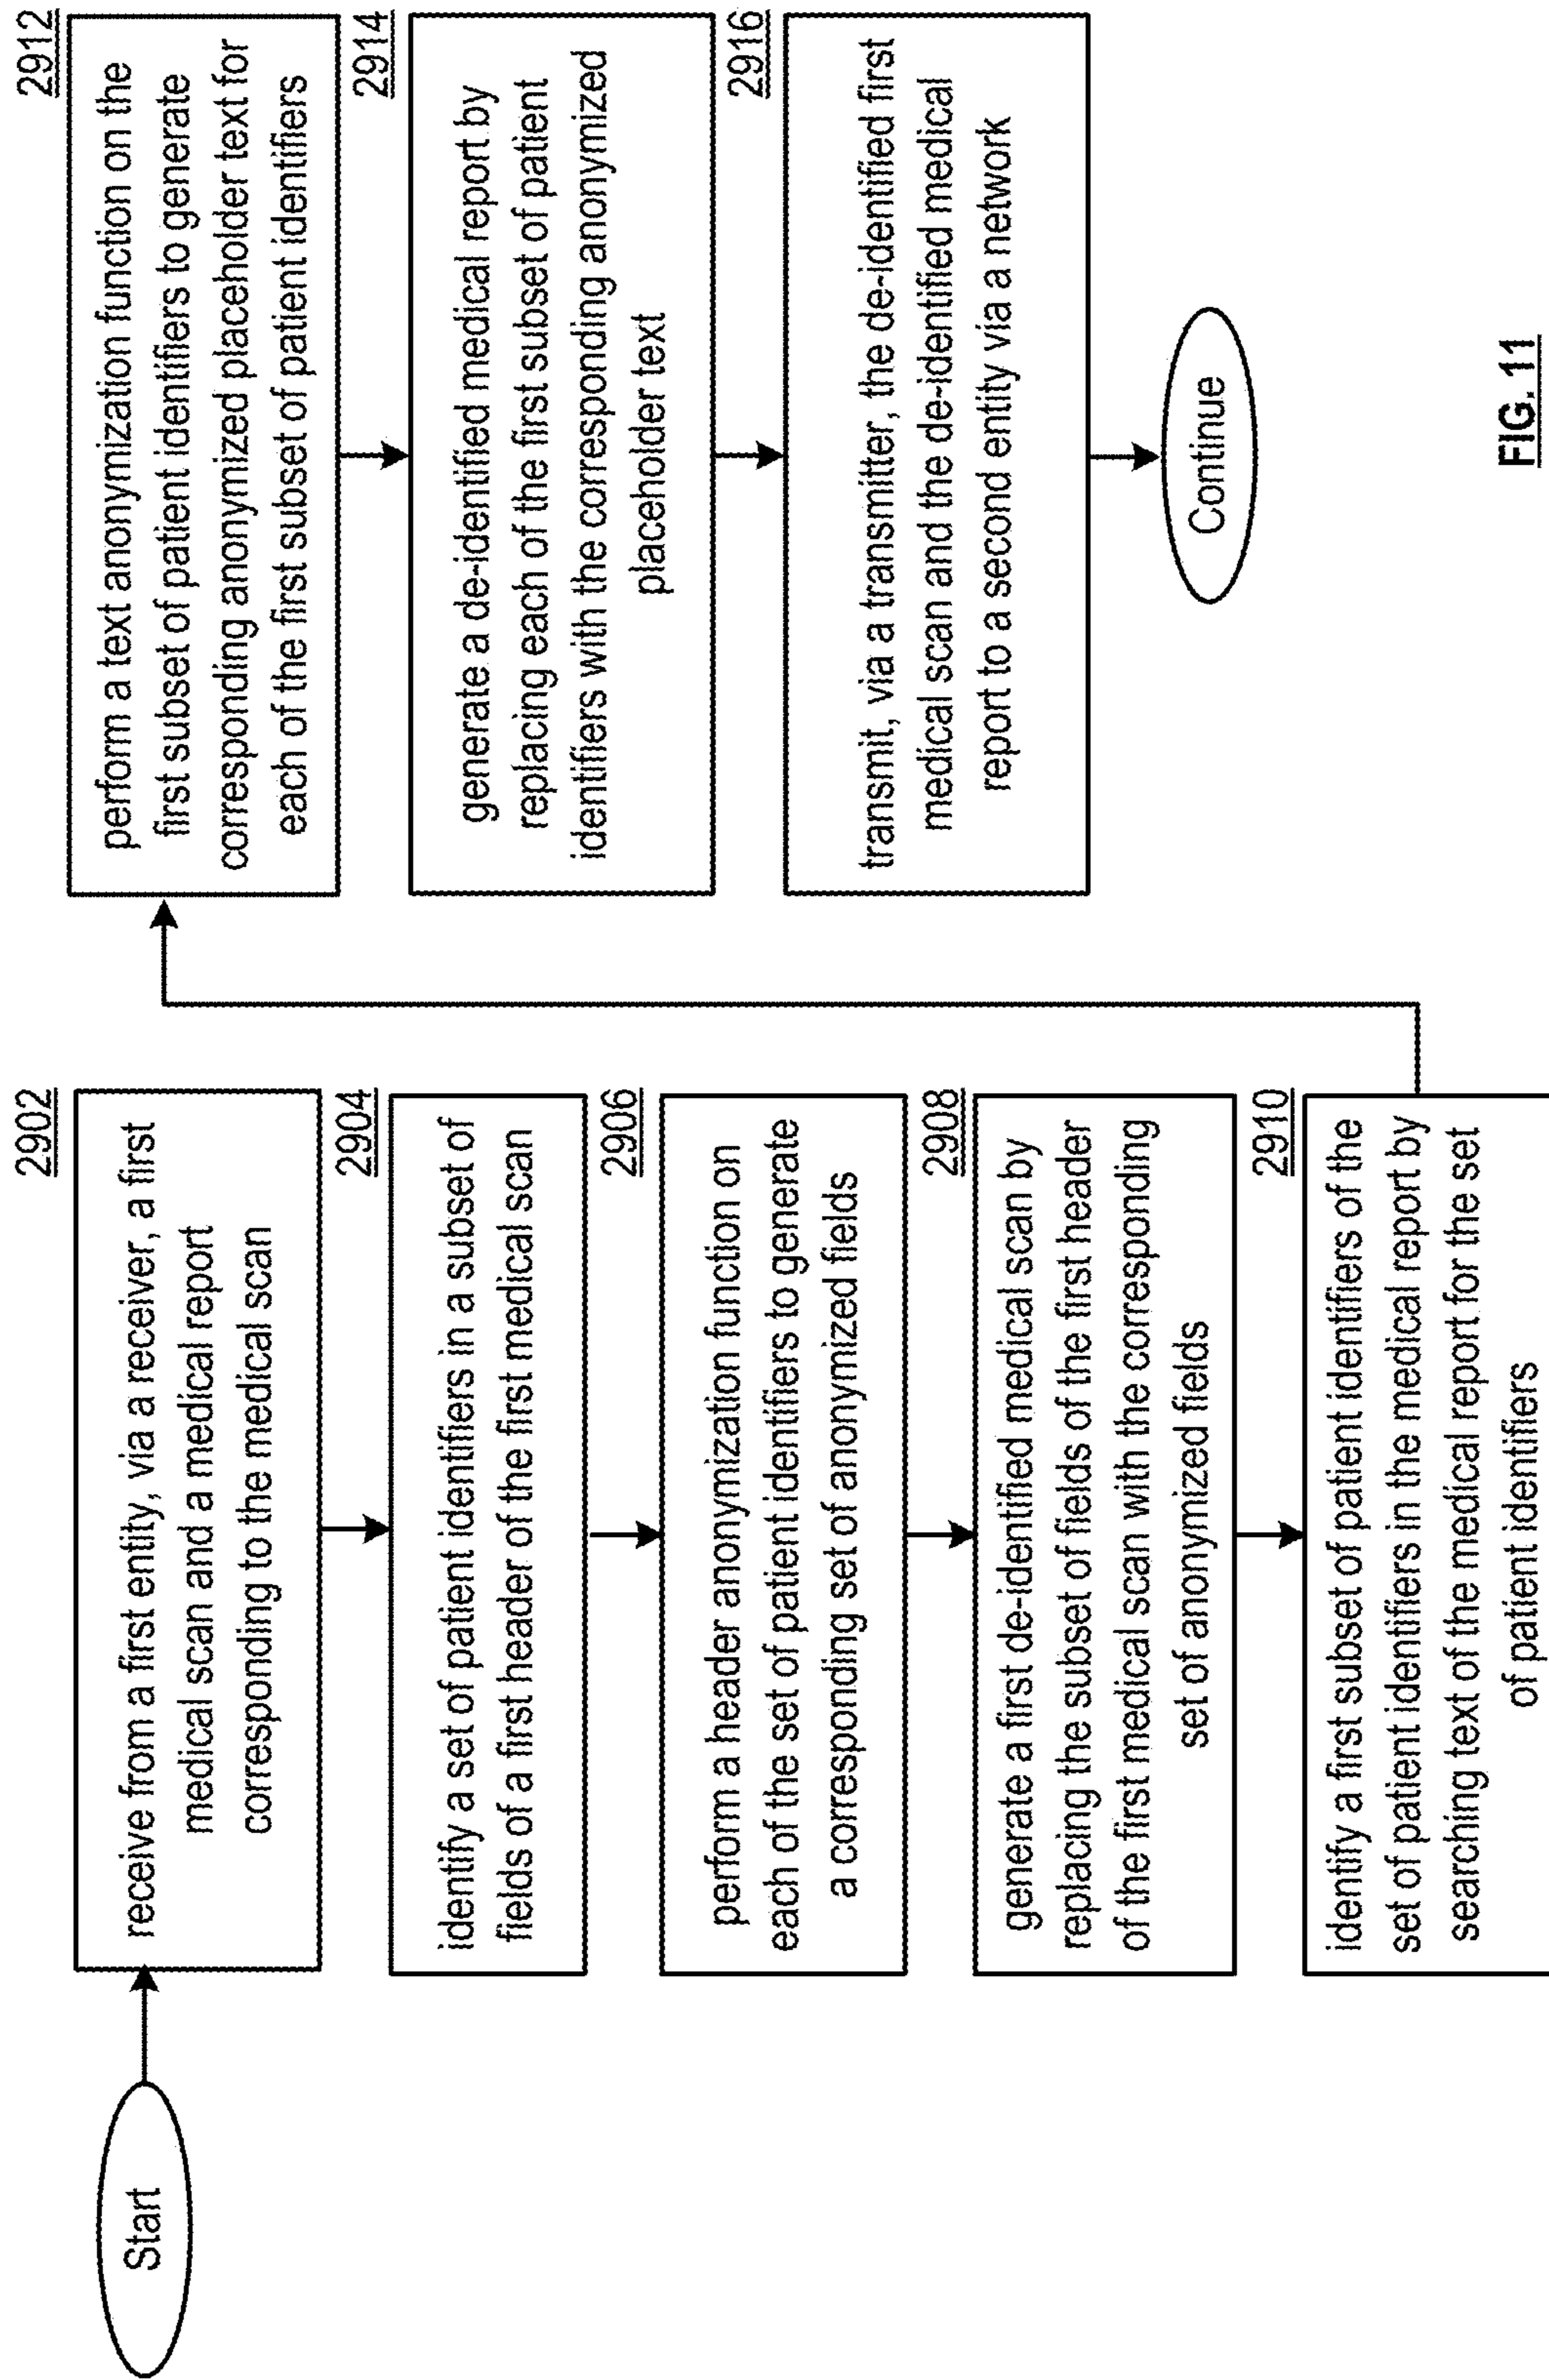 Start
2902
receive from a first entity, via a receiver, a first
medical scan and a medical report
corresponding to the medical scan
2904
identify a set of patient identifiers in a subset of
fields of a first header of the first medical scan
2906
perform a header anonymization function on
each of the set of patient identifiers to generate
a corresponding set of anonymized fields
2908
generate a first de-identified medical scan by
replacing the subset of fields of the first header
of the first medical scan with the corresponding
set of anonymized fields
2910
identify a first subset of patient identifiers of the
set of patient identifiers in the medical report by
searching text of the medical report for the set
of patient identifiers
2912
perform a text anonymization function on the
first subset of patient identifiers to generate
corresponding anonymized placeholder text for
each of the first subset of patient identifiers
2914
generate a de-identified medical report by
replacing each of the first subset of patient
identifiers with the corresponding anonymized
placeholder text
2916
transmit, via a transmitter, the de-identified first
medical scan and the de-identified medical
report to a second entity via a network
Continue
FIG. 11